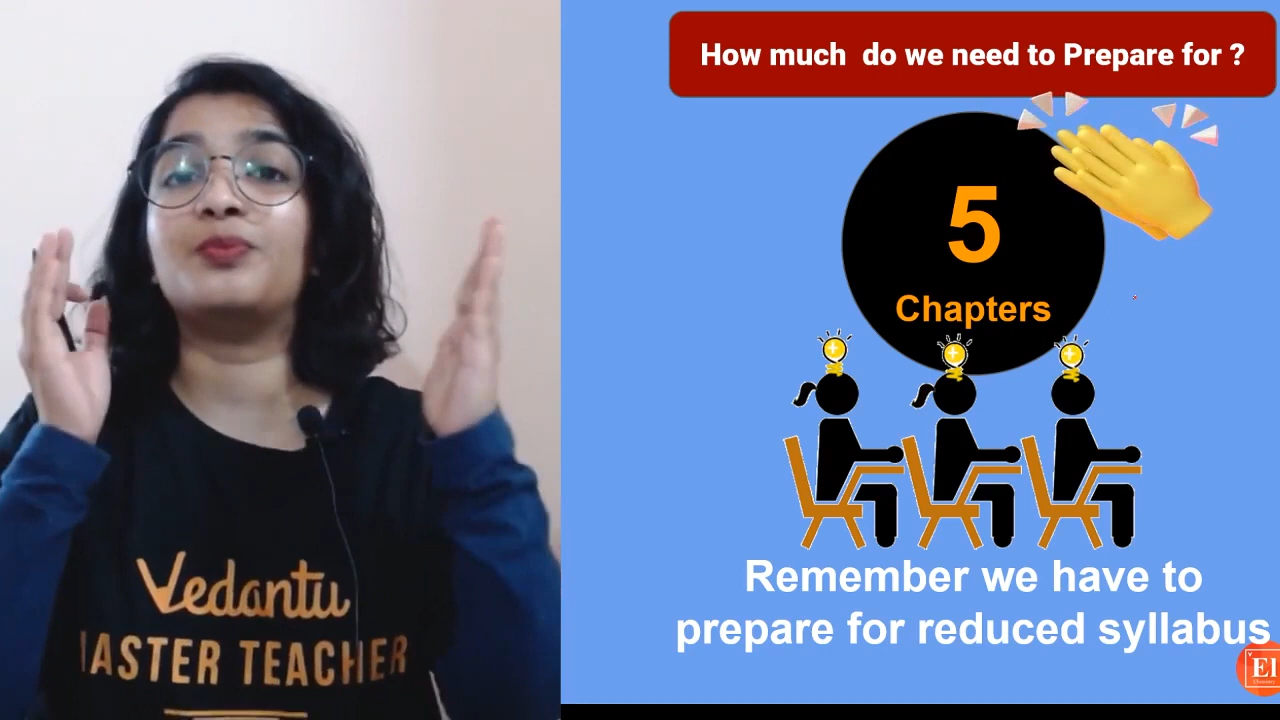 How much do we need to Prepare for ?
5
Chapters
Remember we have to
prepare for reduced syllabus
Vedantu
MASTER TEACHER
EI